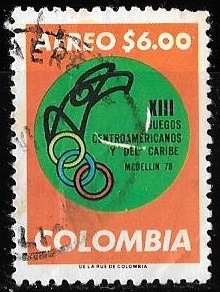 AEREO $6.00
XIII
JUEGOS
CENTROAMERICANOS
Y DEL CARIBE
MEDELLIN 78
COLOMBIA
DE LA RUE DE COLOMBIA